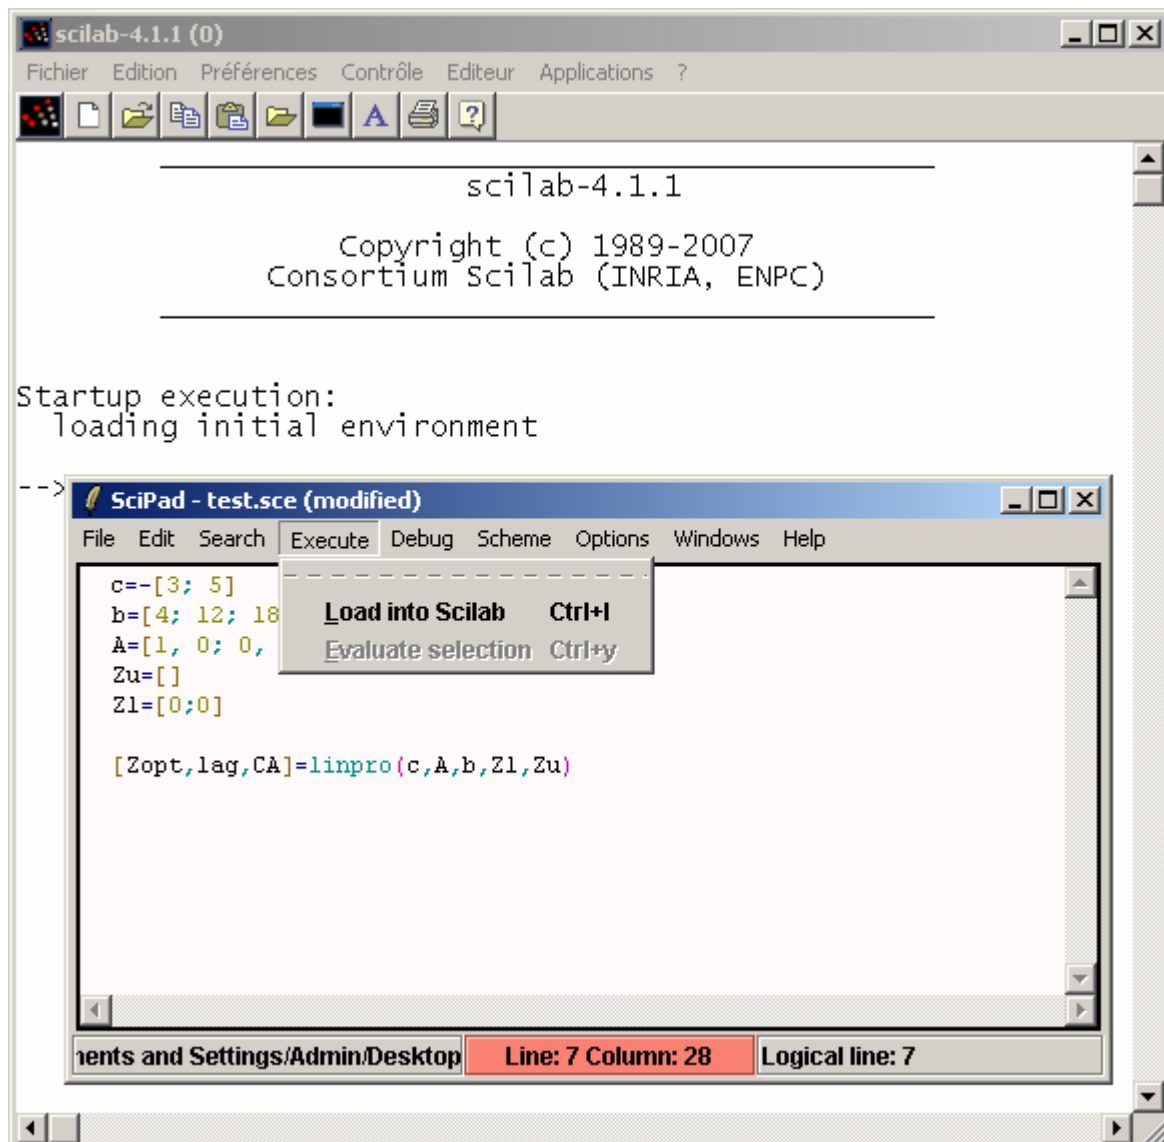 scilab-4.1.1 (0)
Fichier Edition Préférences Contrôle Editeur Applications ?
scilab-4.1.1
Copyright (c) 1989-2007
Consortium Scilab (INRIA, ENPC)
Startup execution:
loading initial environment
-->
SciPad - test.sce (modified)
File Edit Search Execute Debug Scheme Options Windows Help
c=-[3; 5]
b=[4; 12; 18
A=[1, 0; 0,
Zu=[]
Zl=[0;0]
[Zopt,lag,CA]=linpro(c,A,b,Zl,Zu)
Load into Scilab Ctrl+l
Evaluate selection Ctrl+y
nents and Settings/Admin/Desktop Line: 7 Column: 28 Logical line: 7